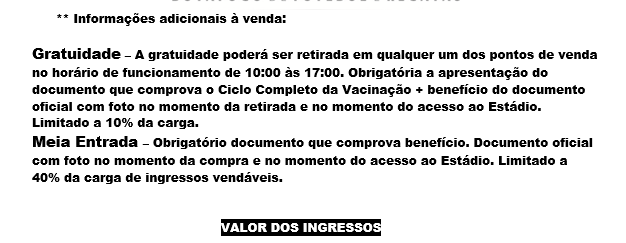 ** Informações adicionais à venda:
Gratuidade – A gratuidade poderá ser retirada em qualquer um dos pontos de venda
no horário de funcionamento de 10:00 às 17:00. Obrigatória a apresentação do
documento que comprova o Ciclo Completo da Vacinação + benefício do documento
oficial com foto no momento da retirada e no momento do acesso ao Estádio.
Limitado a 10% da carga.
Meia Entrada – Obrigatório documento que comprova benefício. Documento oficial
com foto no momento da compra e no momento do acesso ao Estádio. Limitado a
40% da carga de ingressos vendáveis.
VALOR DOS INGRESSOS